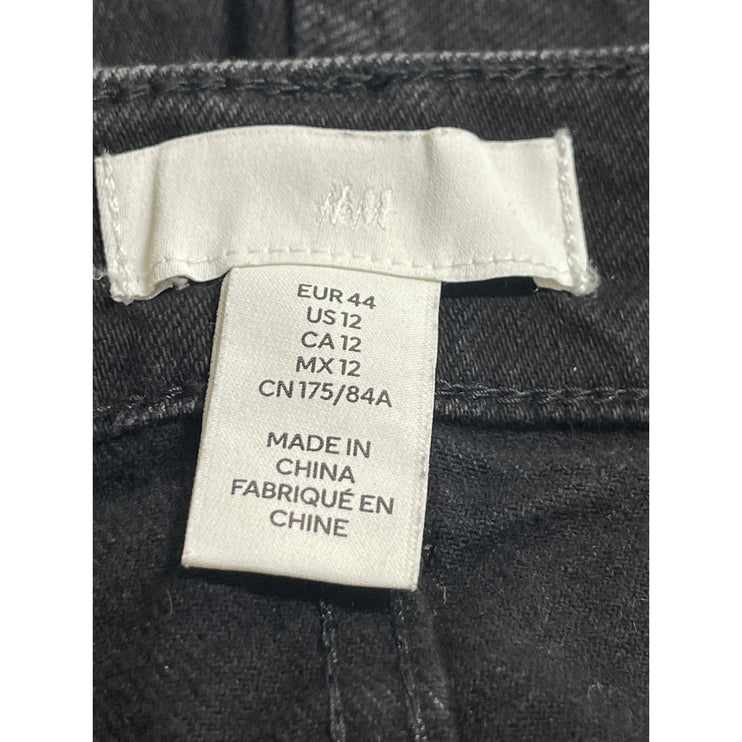 H&M
EUR 44
US 12
CA 12
MX 12
CN 175/84A
MADE IN
CHINA
FABRIQUÉ EN
CHINE